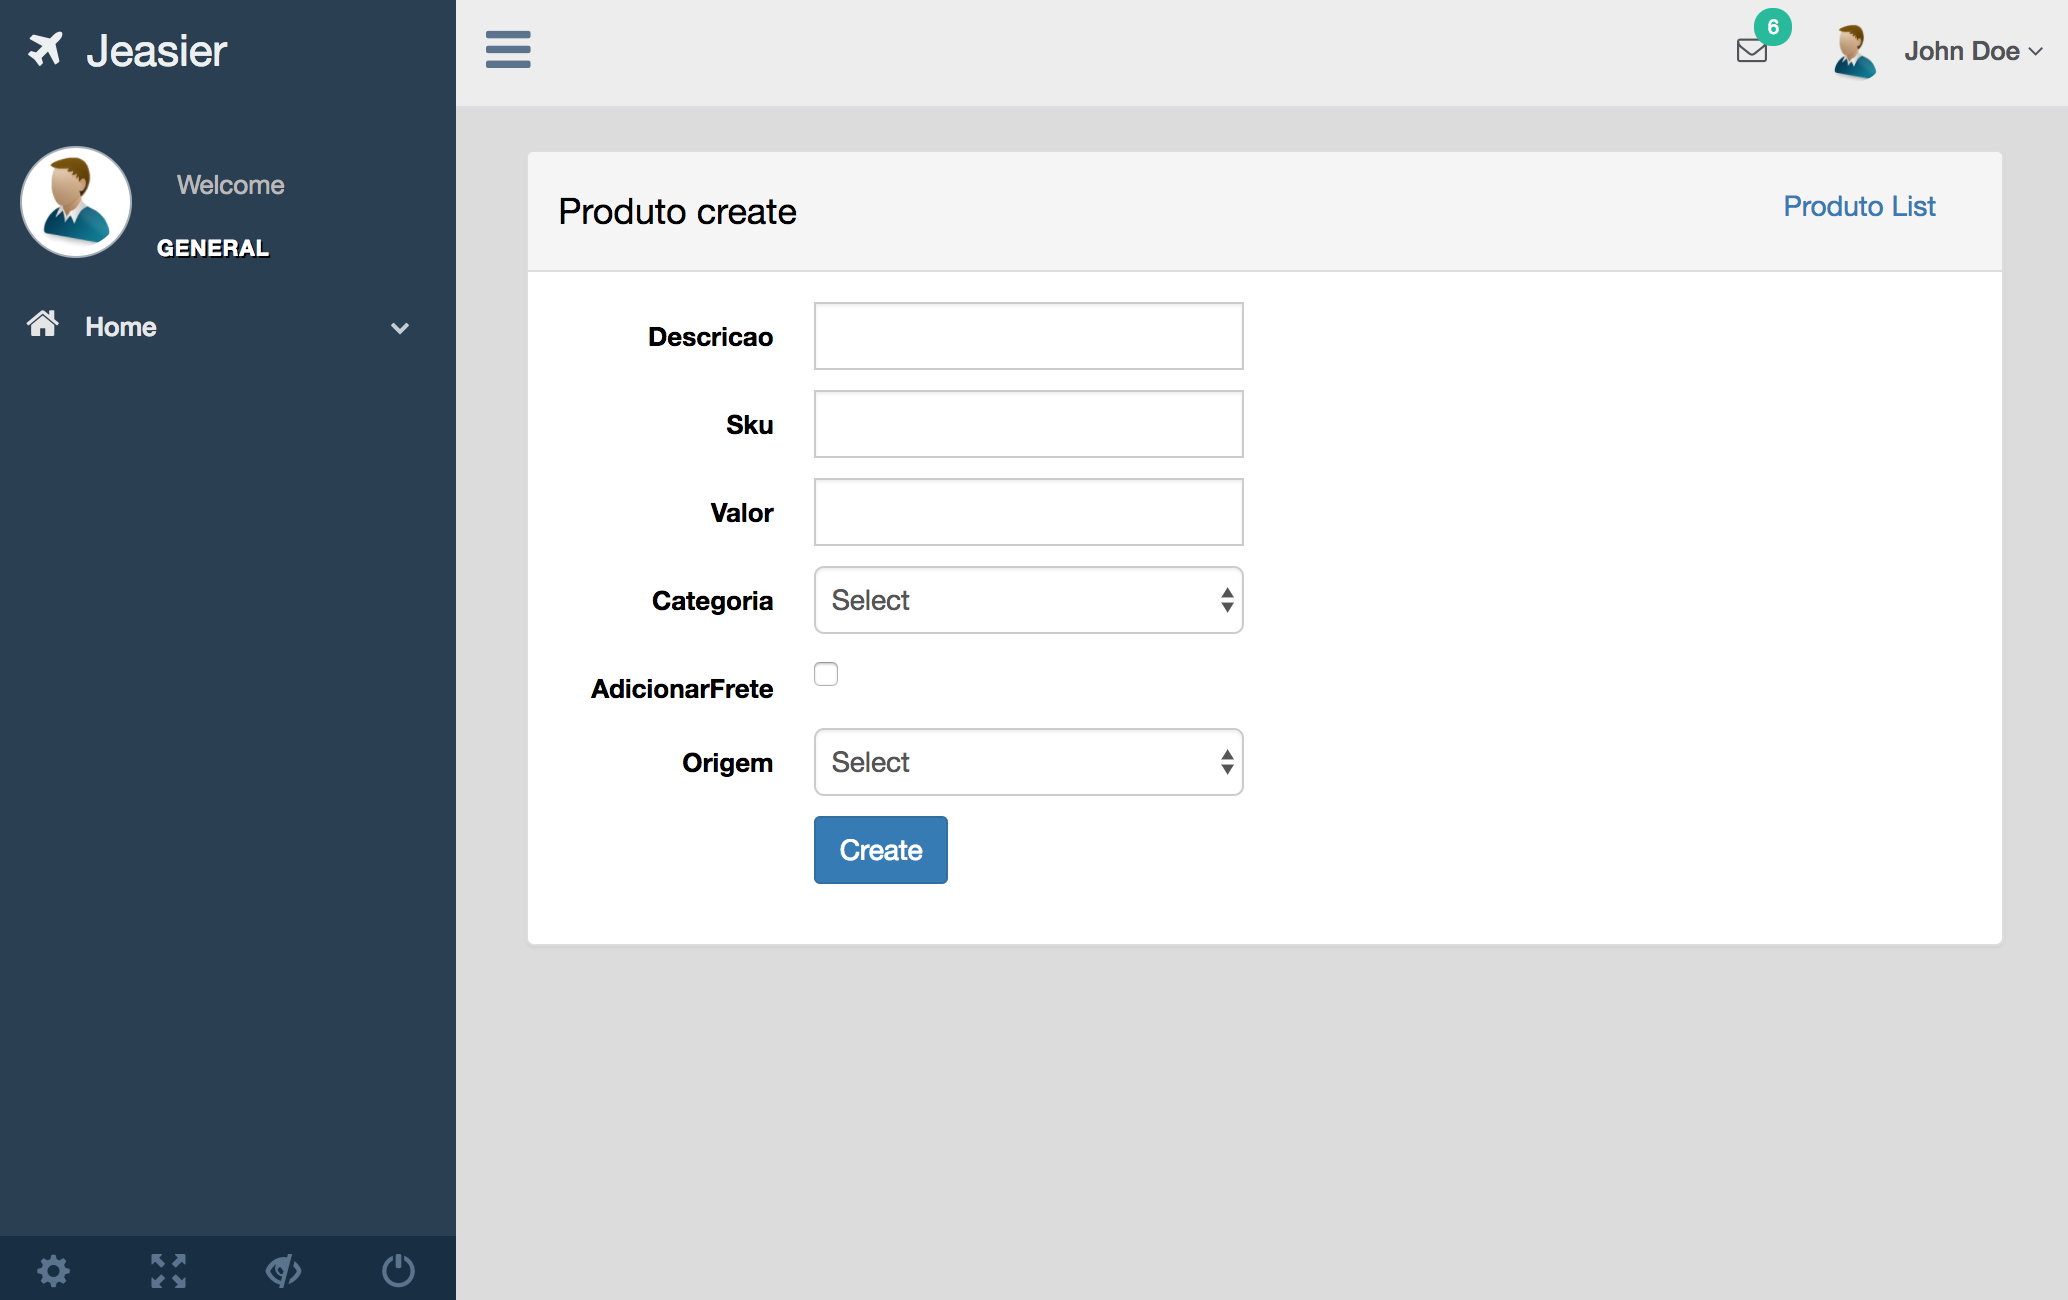 Jeasier
6
John Doe
Welcome
GENERAL
Home
Produto create
Produto List
Descricao
Sku
Valor
Categoria
Select
AdicionarFrete
Origem
Select
Create